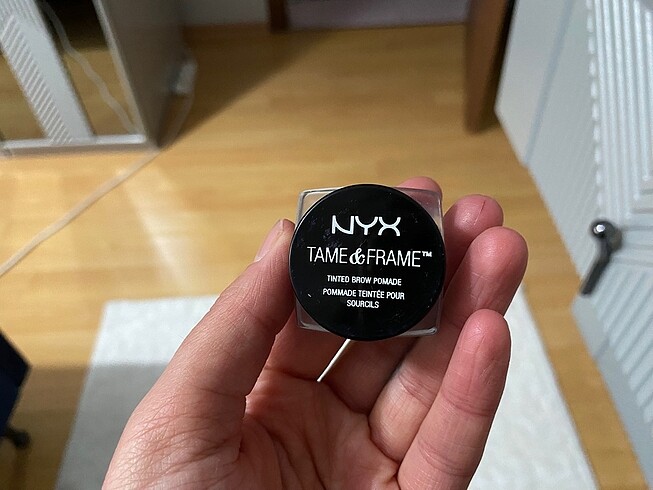 NYX
TAME&FRAME™
TINTED BROW POMADE
POMMADE TEINTÉE POUR
SOURCILS